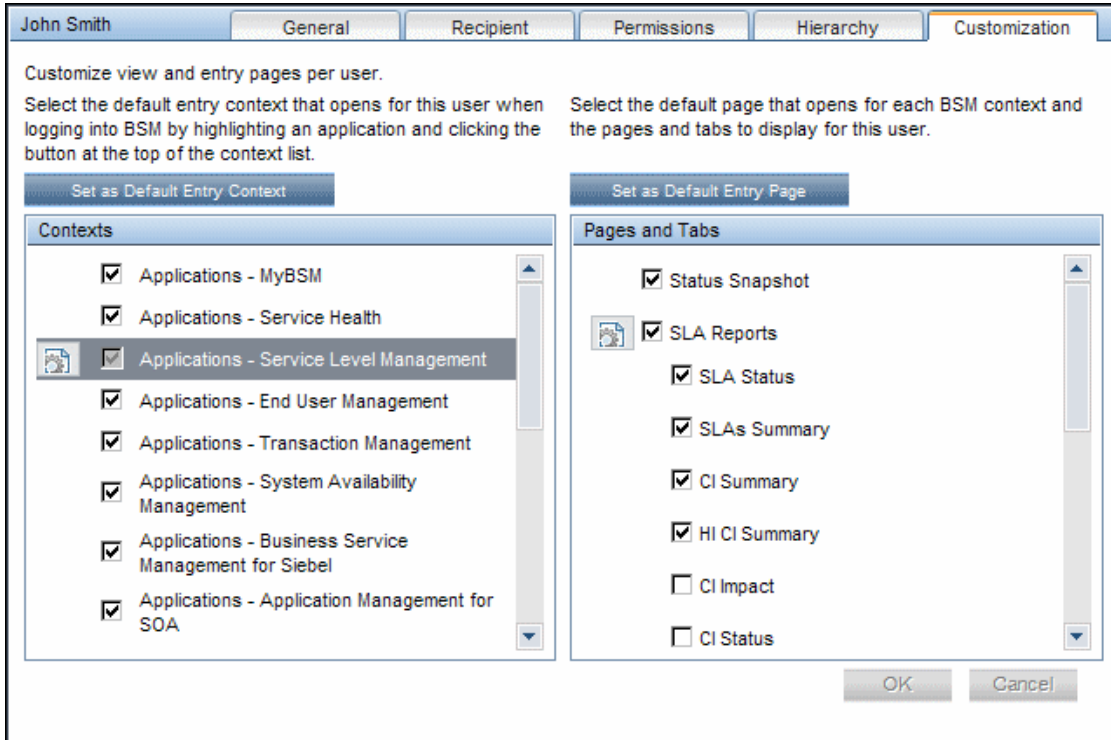 John Smith
General
Recipient
Permissions
Hierarchy
Customization
Customize view and entry pages per user.
Select the default entry context that opens for this user when
logging into BSM by highlighting an application and clicking the
button at the top of the context list.
Set as Default Entry Context
Contexts
Applications - MyBSM
Applications - Service Health
Applications - Service Level Management
Applications - End User Management
Applications - Transaction Management
Applications - System Availability
Management
Applications - Business Service
Management for Siebel
Applications - Application Management for
SOA
Select the default page that opens for each BSM context and
the pages and tabs to display for this user.
Set as Default Entry Page
Pages and Tabs
Status Snapshot
SLA Reports
SLA Status
SLAs Summary
CI Summary
HI CI Summary
CI Impact
CI Status
OK
Cancel